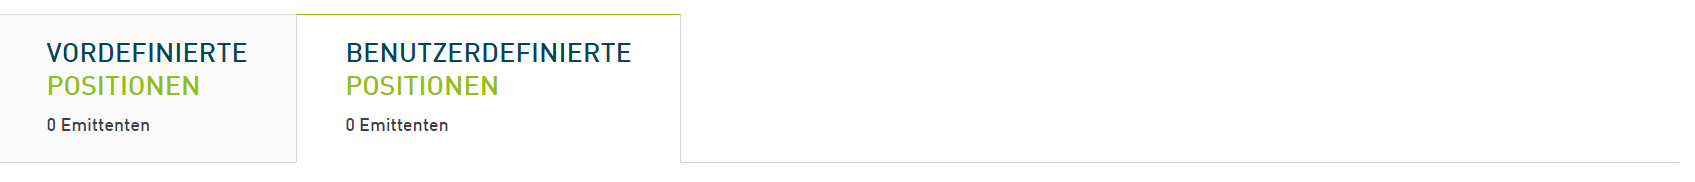 VORDEFINIERTE
POSITIONEN
0 Emittenten
BENUTZERDEFINIERTE
POSITIONEN
0 Emittenten